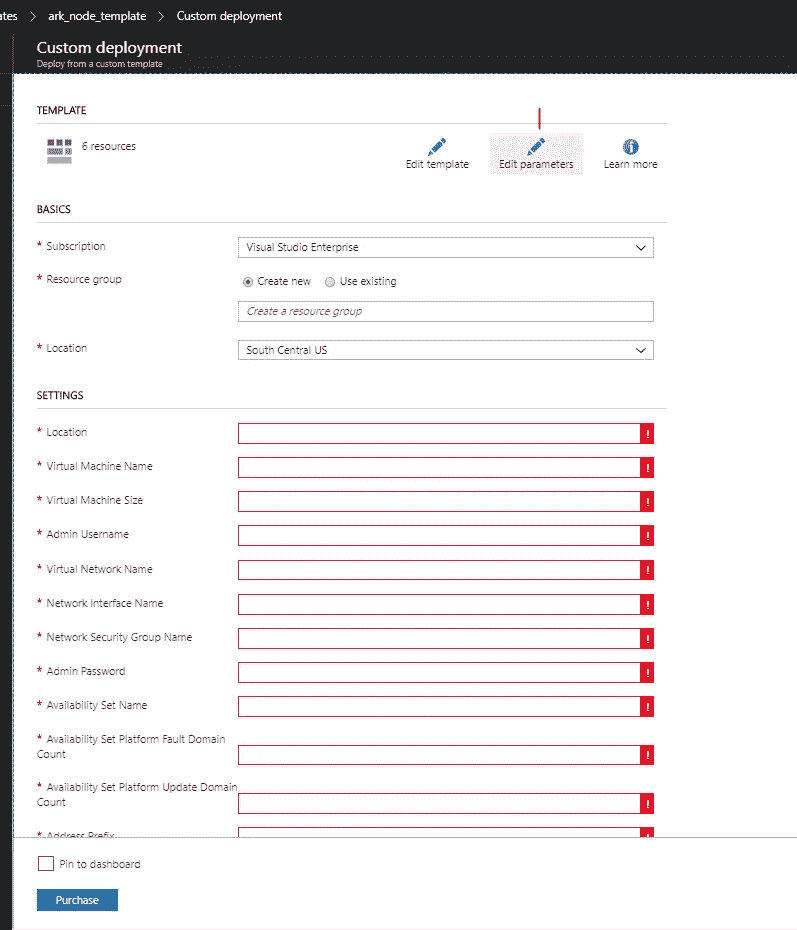 ates > ark_node_template > Custom deployment
Custom deployment
Deploy from a custom template
TEMPLATE
6 resources
Edit template
Edit parameters
Learn more
BASICS
* Subscription
Visual Studio Enterprise
* Resource group
Create new
Use existing
Create a resource group
* Location
South Central US
SETTINGS
* Location
!
* Virtual Machine Name
!
* Virtual Machine Size
!
* Admin Username
!
* Virtual Network Name
!
* Network Interface Name
!
* Network Security Group Name
!
* Admin Password
!
* Availability Set Name
!
* Availability Set Platform Fault Domain
Count
!
* Availability Set Platform Update Domain
Count
!
* Address Prefix
!
Pin to dashboard
Purchase